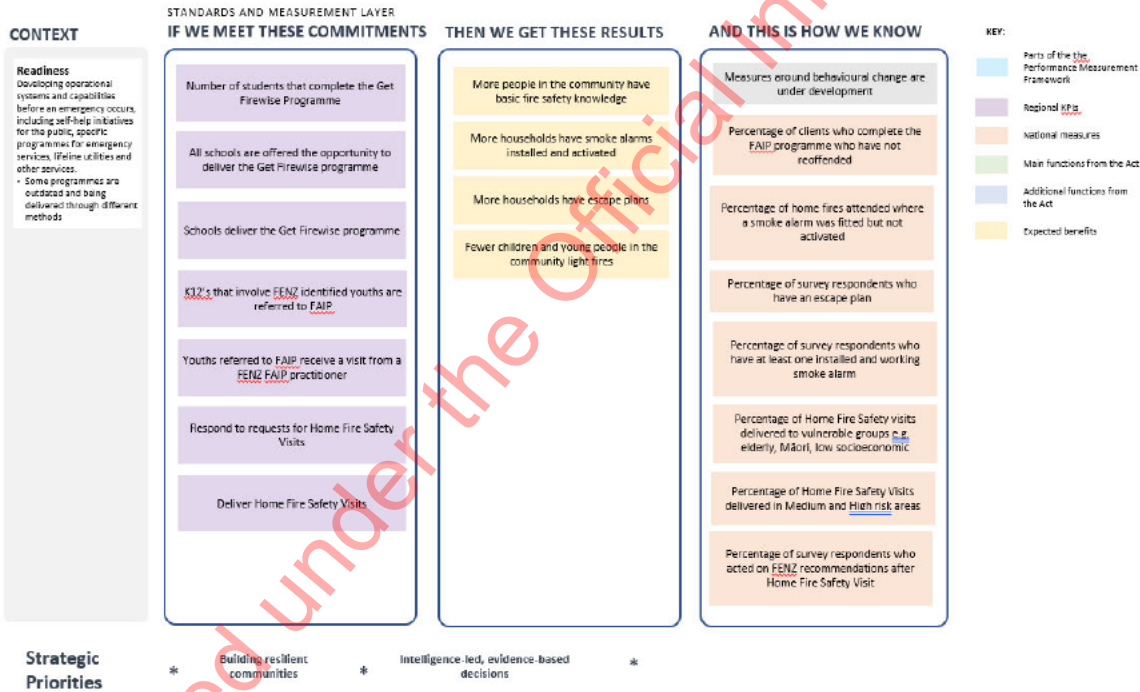 STANDARDS AND MEASUREMENT LAYER
CONTEXT
IF WE MEET THESE COMMITMENTS
THEN WE GET THESE RESULTS
AND THIS IS HOW WE KNOW
Readiness
Developing operational
systems and capabilities
before an emergency occurs,
including self-help initiatives
for the public, specific
programmes for emergency
services, lifeline utilities and
other services.
• Some programmes are
outdated and being
delivered through different
methods
Number of students that complete the Get
Firewise Programme
All schools are offered the opportunity to
deliver the Get Firewise programme
Schools deliver the Get Firewise programme
K12's that involve FENZ identified youths are
referred to FAIP
Youths referred to FAIP receive a visit from a
FENZ FAIP practitioner
Respond to requests for Home Fire Safety
Visits
Deliver Home Fire Safety Visits
More people in the community have
basic fire safety knowledge
More households have smoke alarms
installed and activated
More households have escape plans
Fewer children and young people in the
community light fires
Measures around behavioural change are
under development
Percentage of clients who complete the
FAIP programme who have not
reoffended
Percentage of home fires attended where
a smoke alarm was fitted but not
activated
Percentage of survey respondents who
have an escape plan
Percentage of survey respondents who
have at least one installed and working
smoke alarm
Percentage of Home Fire Safety visits
delivered to vulnerable groups e.g.
elderly, Māori, low socioeconomic
Percentage of Home Fire Safety Visits
delivered in Medium and High risk areas
Percentage of survey respondents who
acted on FENZ recommendations after
Home Fire Safety Visit
KEY:
Parts of the the
Performance Measurement
Framework
Regional KPIs
National measures
Main functions from the Act
Additional functions from
the Act
Expected benefits
Strategic
Priorities
*
Building resilient
communities
*
Intelligence-led, evidence-based
decisions
*
ed under the Official In